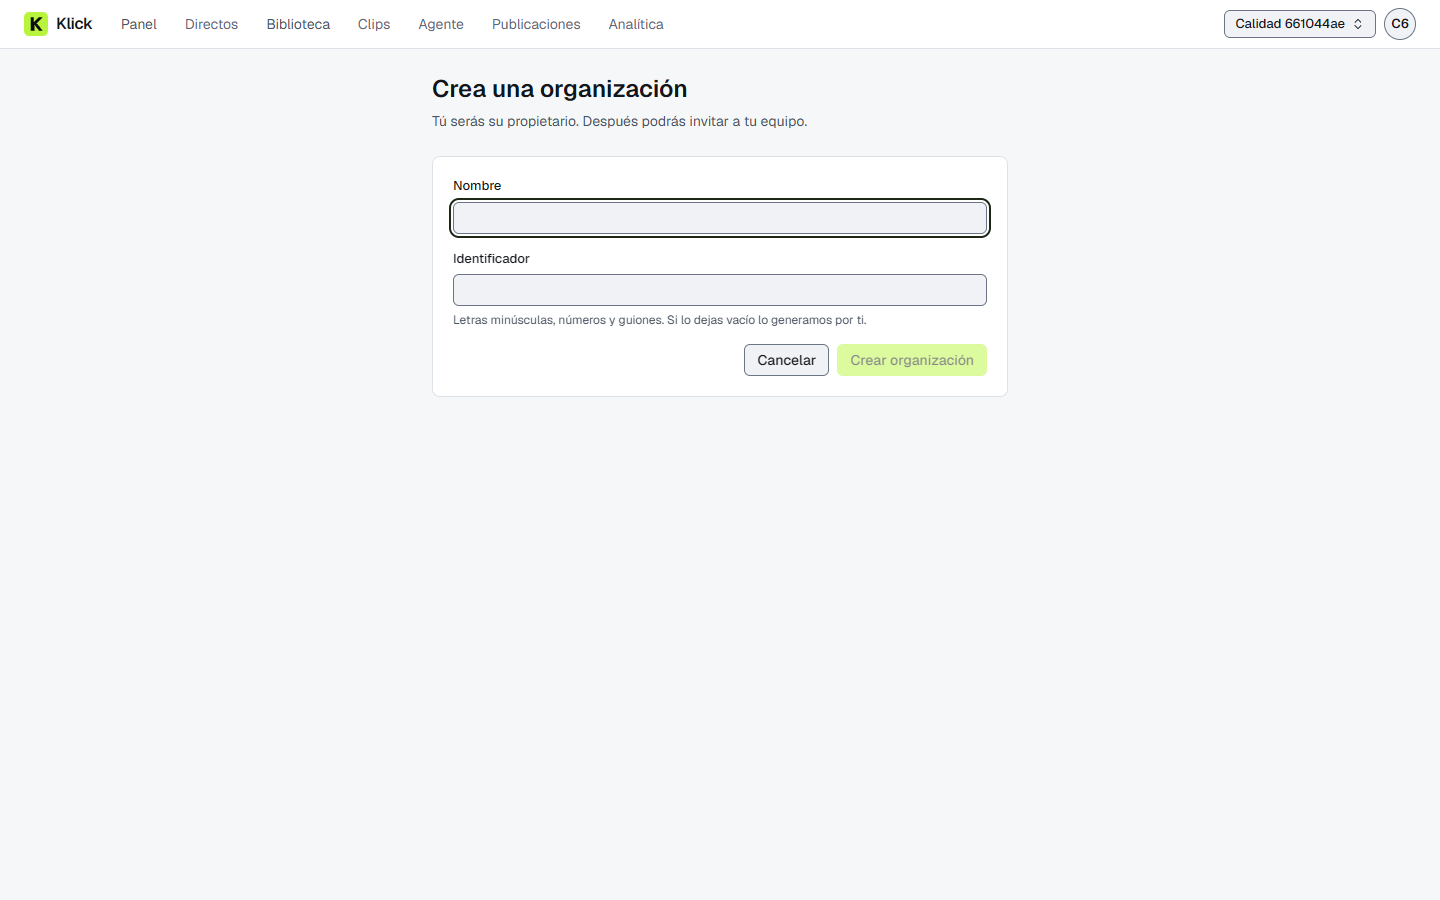 K Klick Panel Directos Biblioteca Clips Agente Publicaciones Analítica Calidad 661044ae C6
Crea una organización
Tú serás su propietario. Después podrás invitar a tu equipo.
Nombre
Identificador
Letras minúsculas, números y guiones. Si lo dejas vacío lo generamos por ti.
Cancelar Crear organización